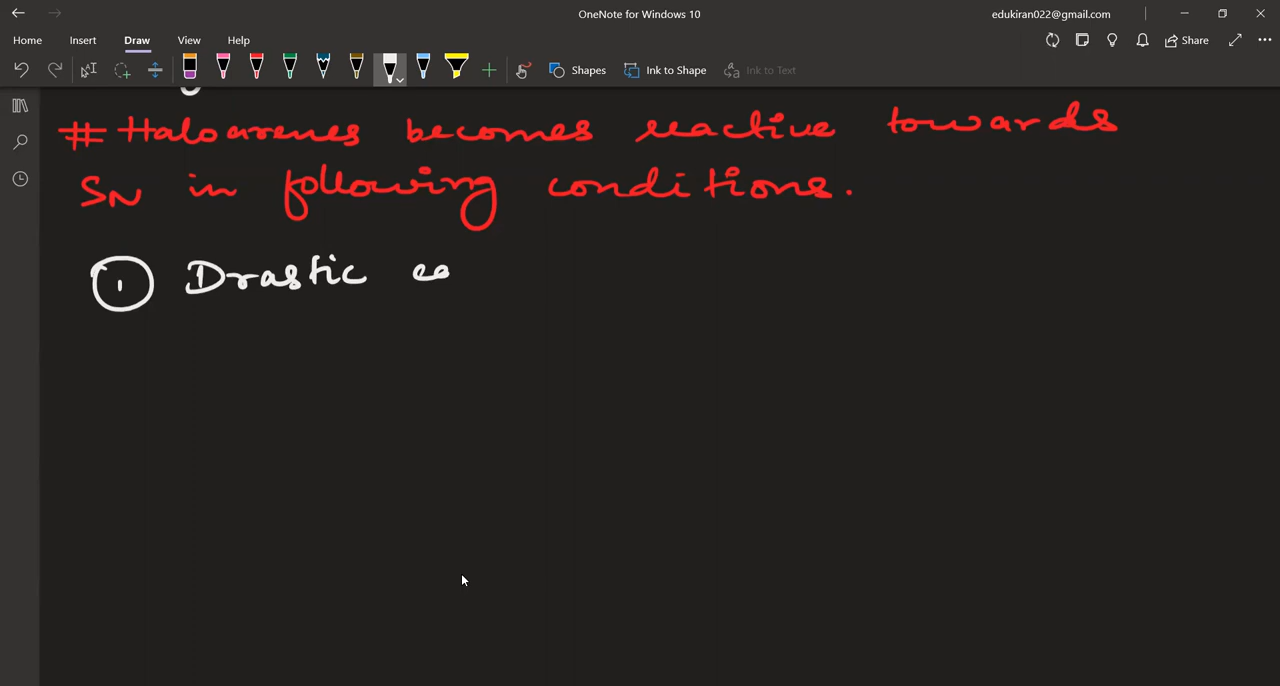 OneNote for Windows 10
edukiran022@gmail.com
Home Insert Draw View Help
Share
Shapes Ink to Shape Ink to Text
# Haloarenes becomes reactive towards
SN in following conditions.
1 Drastic co